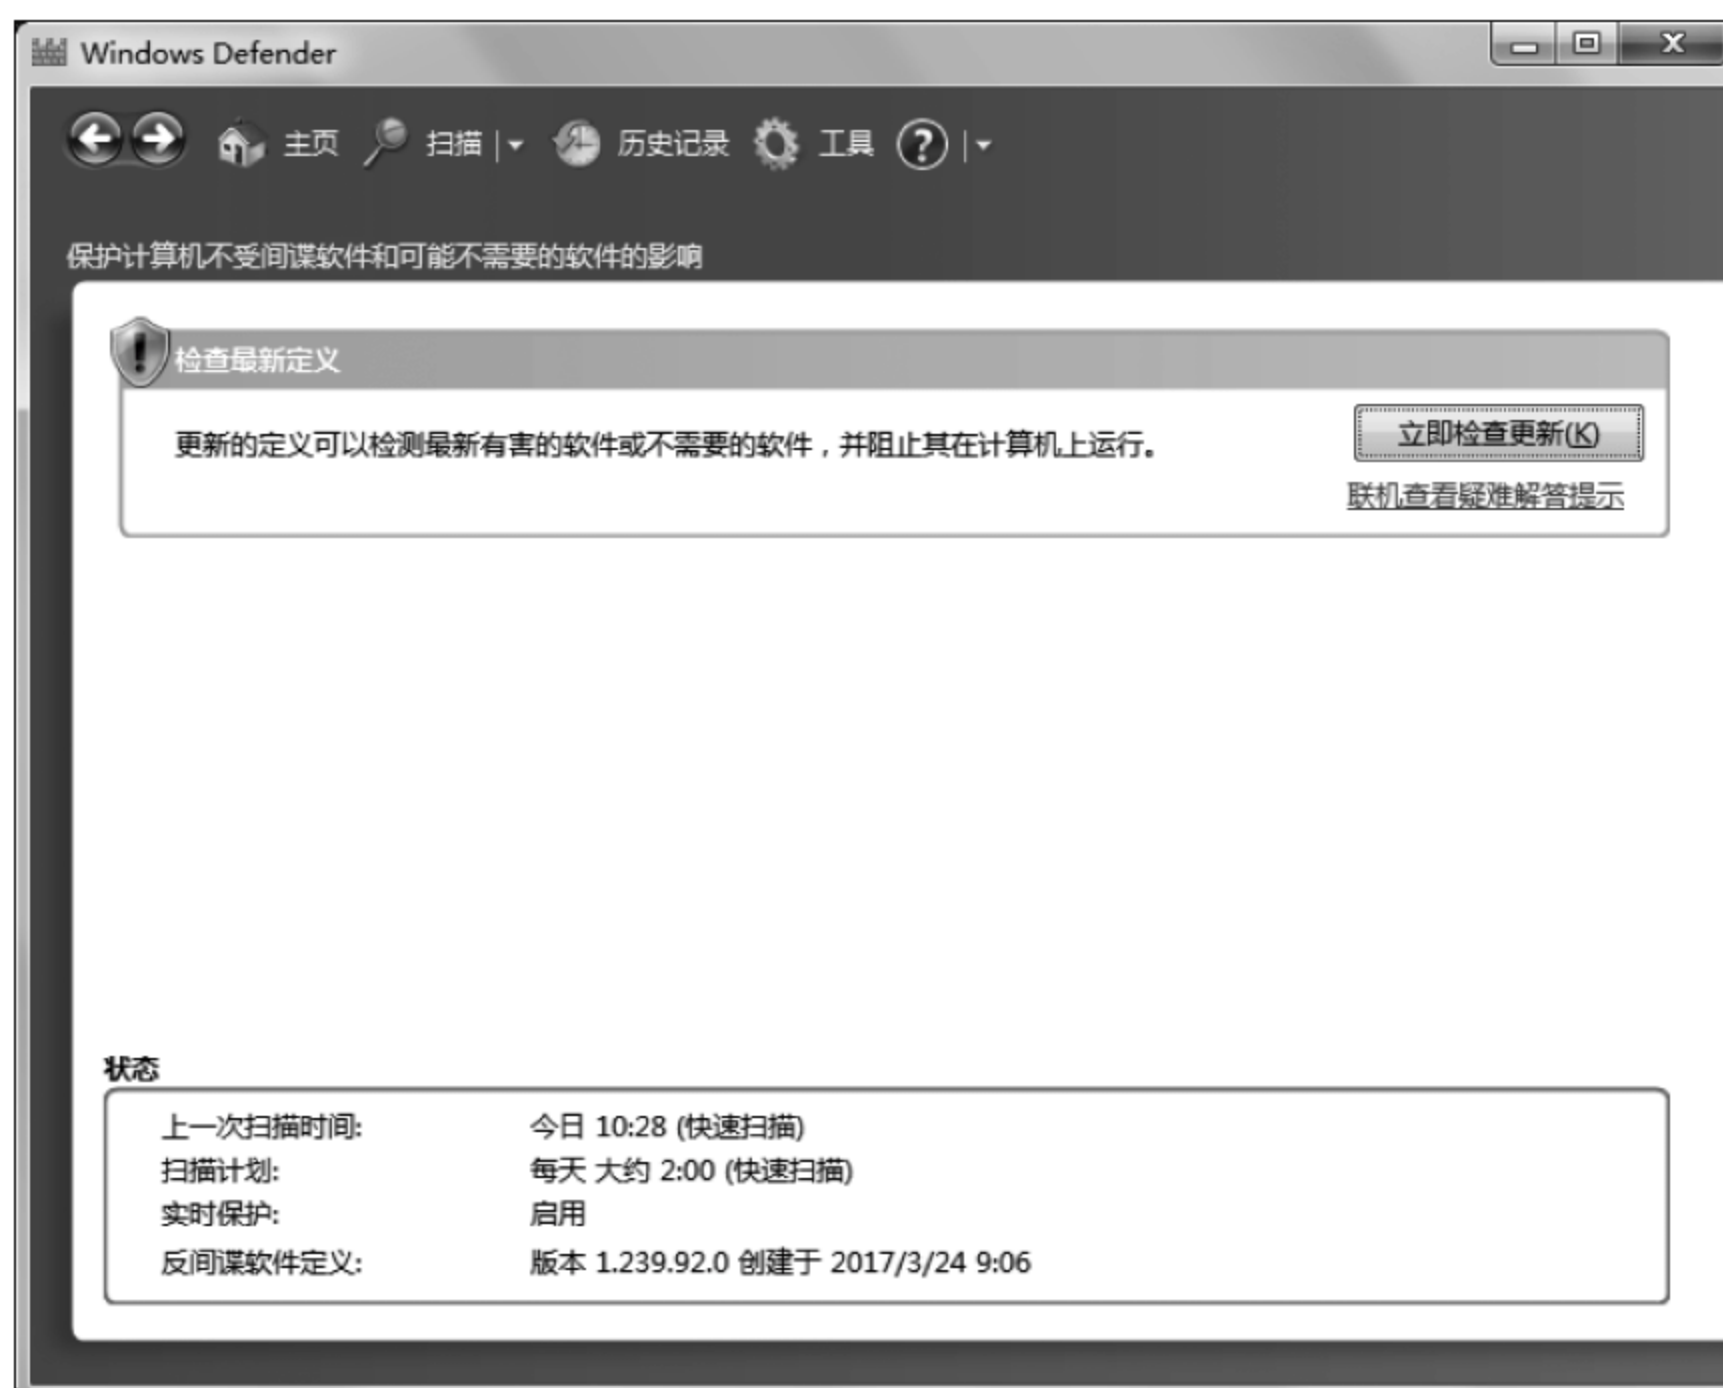 Windows Defender
主页 扫描 历史记录 工具
保护计算机不受间谍软件和可能不需要的软件的影响
检查最新定义
更新的定义可以检测最新有害的软件或不需要的软件，并阻止其在计算机上运行。
立即检查更新(K)
联机查看疑难解答提示
状态
上一次扫描时间: 今日 10:28 (快速扫描)
扫描计划: 每天 大约 2:00 (快速扫描)
实时保护: 启用
反间谍软件定义: 版本 1.239.92.0 创建于 2017/3/24 9:06